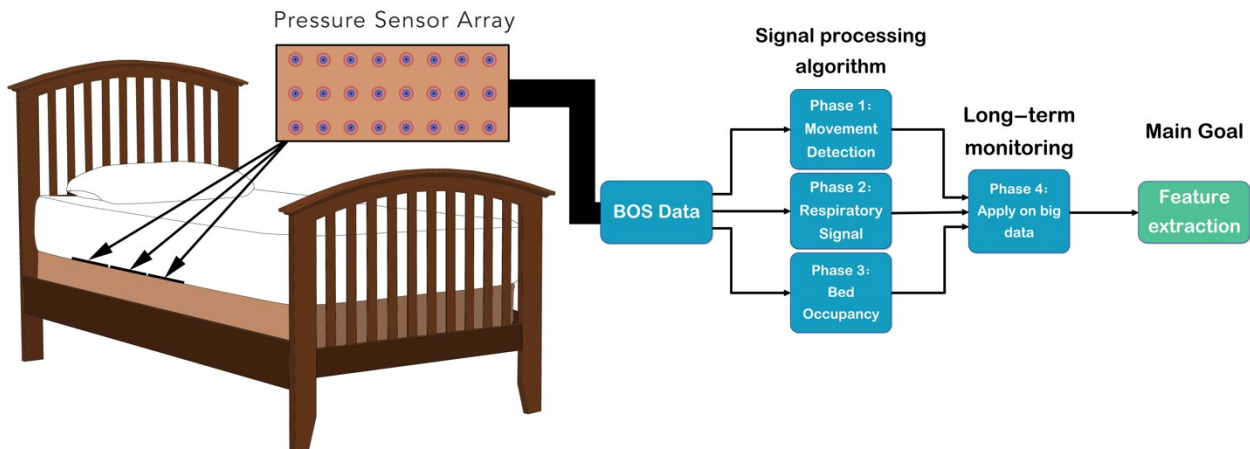 Pressure Sensor Array
Signal processing
algorithm
Phase 1:
Movement
Detection
Long-term
monitoring
Main Goal
BOS Data
Phase 2:
Respiratory
Signal
Phase 4:
Apply on big
data
Feature
extraction
Phase 3:
Bed
Occupancy